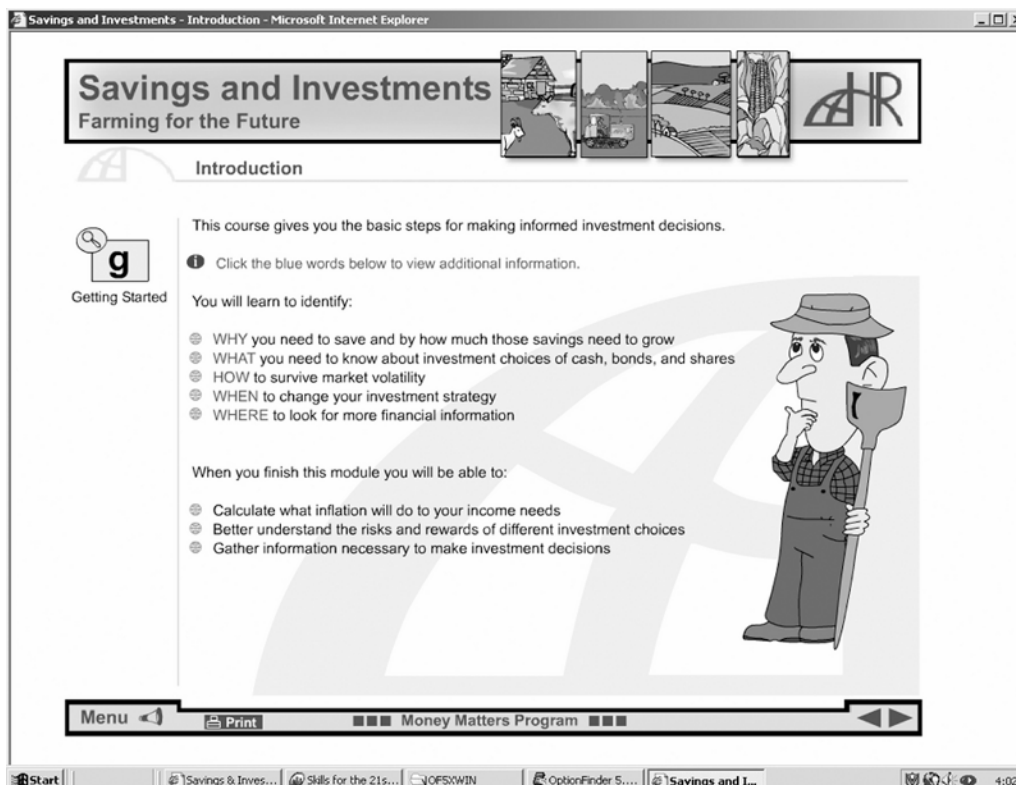 Savings and Investments - Introduction - Microsoft Internet Explorer
Savings and Investments
Farming for the Future
HR
Introduction
This course gives you the basic steps for making informed investment decisions.
i Click the blue words below to view additional information.
g
Getting Started
You will learn to identify:
WHY you need to save and by how much those savings need to grow
WHAT you need to know about investment choices of cash, bonds, and shares
HOW to survive market volatility
WHEN to change your investment strategy
WHERE to look for more financial information
When you finish this module you will be able to:
Calculate what inflation will do to your income needs
Better understand the risks and rewards of different investment choices
Gather information necessary to make investment decisions
Menu Print Money Matters Program
Start Savings & Inves... Skills for the 21s... OF5XWIN OptionFinder 5.... Savings and I... 4:02